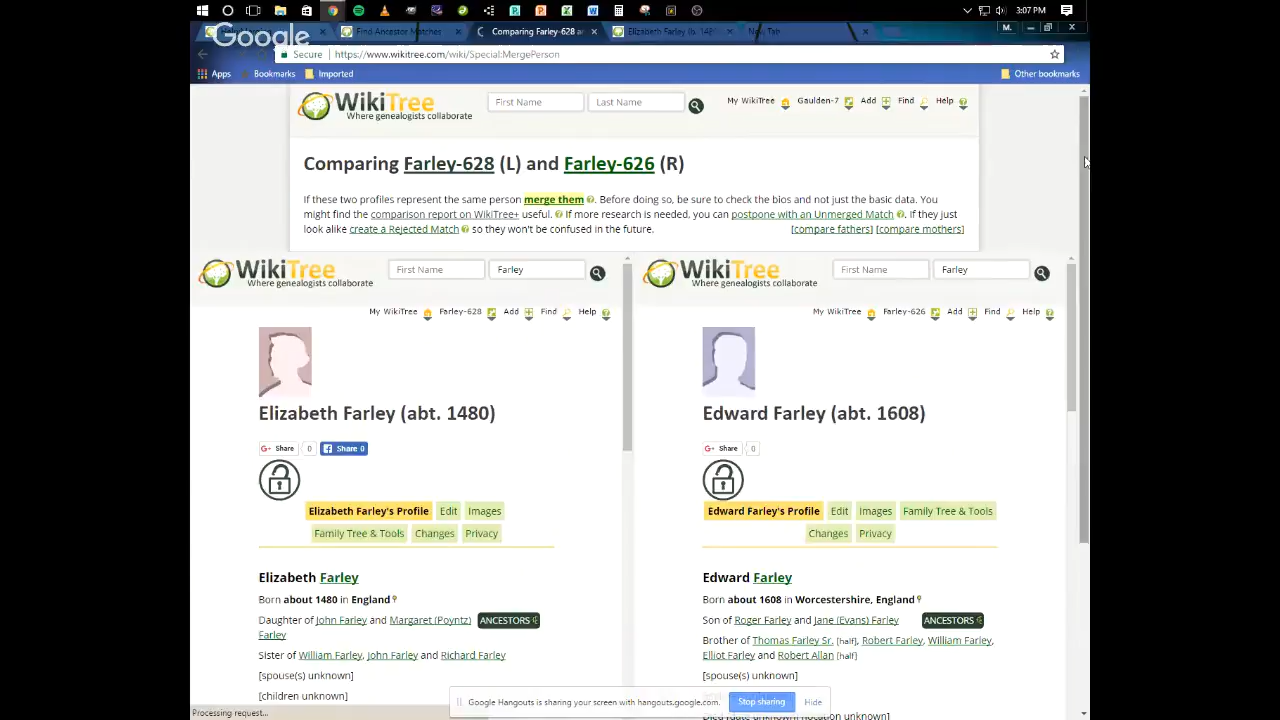 3:07 PM
Google
Find Ancestor Matches
Comparing Farley-628 an
Elizabeth Farley (abt. 148
New Tab
M.
Secure https://www.wikitree.com/wiki/Special:MergePerson
Apps Bookmarks Imported Other bookmarks
WikiTree
Where genealogists collaborate
First Name Last Name
My WikiTree Gaulden-7 Add Find Help
Comparing Farley-628 (L) and Farley-626 (R)
If these two profiles represent the same person merge them. Before doing so, be sure to check the bios and not just the basic data. You
might find the comparison report on WikiTree+ useful. If more research is needed, you can postpone with an Unmerged Match. If they just
look alike create a Rejected Match so they won't be confused in the future. [compare fathers] [compare mothers]
WikiTree
Where genealogists collaborate
First Name Farley
My WikiTree Farley-628 Add Find Help
Elizabeth Farley (abt. 1480)
G+ Share 0 Share 0
Elizabeth Farley's Profile Edit Images
Family Tree & Tools Changes Privacy
Elizabeth Farley
Born about 1480 in England
Daughter of John Farley and Margaret (Poyntz)
Farley
ANCESTORS
Sister of William Farley, John Farley and Richard Farley
[spouse(s) unknown]
[children unknown]
WikiTree
Where genealogists collaborate
First Name Farley
My WikiTree Farley-626 Add Find Help
Edward Farley (abt. 1608)
G+ Share 0
Edward Farley's Profile Edit Images Family Tree & Tools
Changes Privacy
Edward Farley
Born about 1608 in Worcestershire, England
Son of Roger Farley and Jane (Evans) Farley ANCESTORS
Brother of Thomas Farley Sr. [half], Robert Farley, William Farley,
Elliot Farley and Robert Allan [half]
[spouse(s) unknown]
Google Hangouts is sharing your screen with hangouts.google.com. Stop sharing Hide
Processing request...